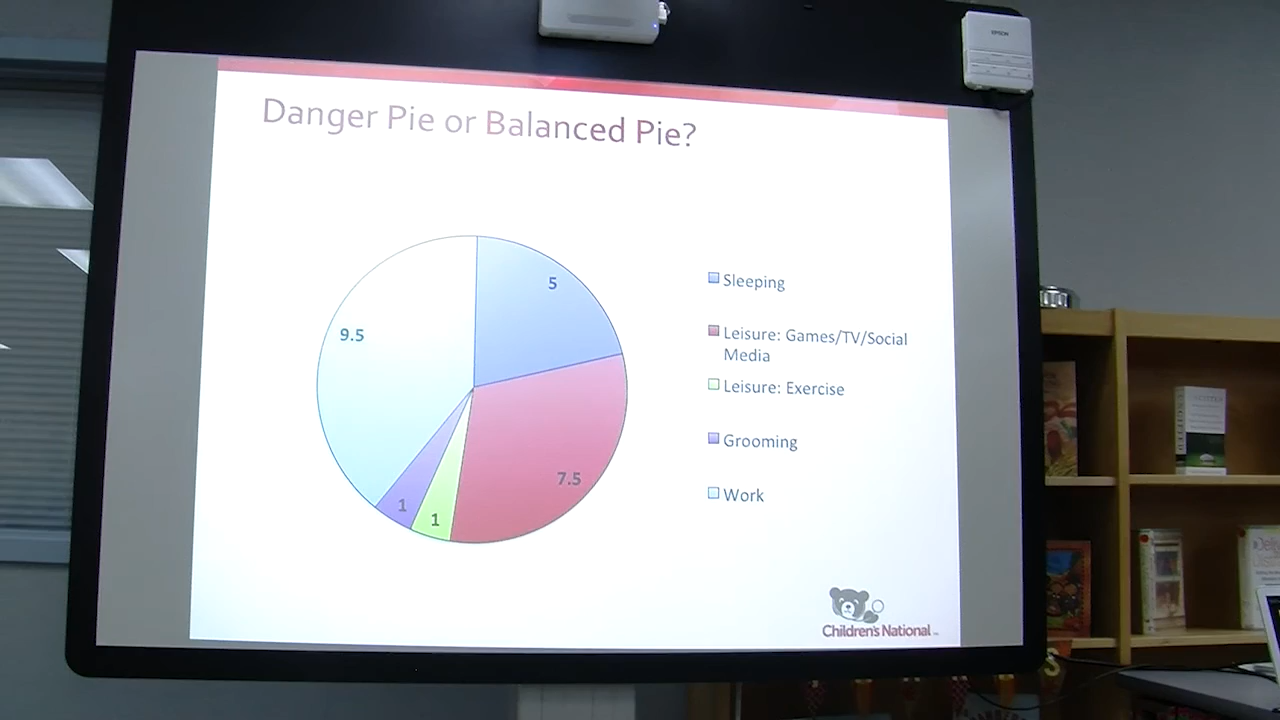 EPSON
Danger Pie or Balanced Pie?
5
9.5
7.5
1
1
Sleeping
Leisure: Games/TV/Social
Media
Leisure: Exercise
Grooming
Work
Children's National